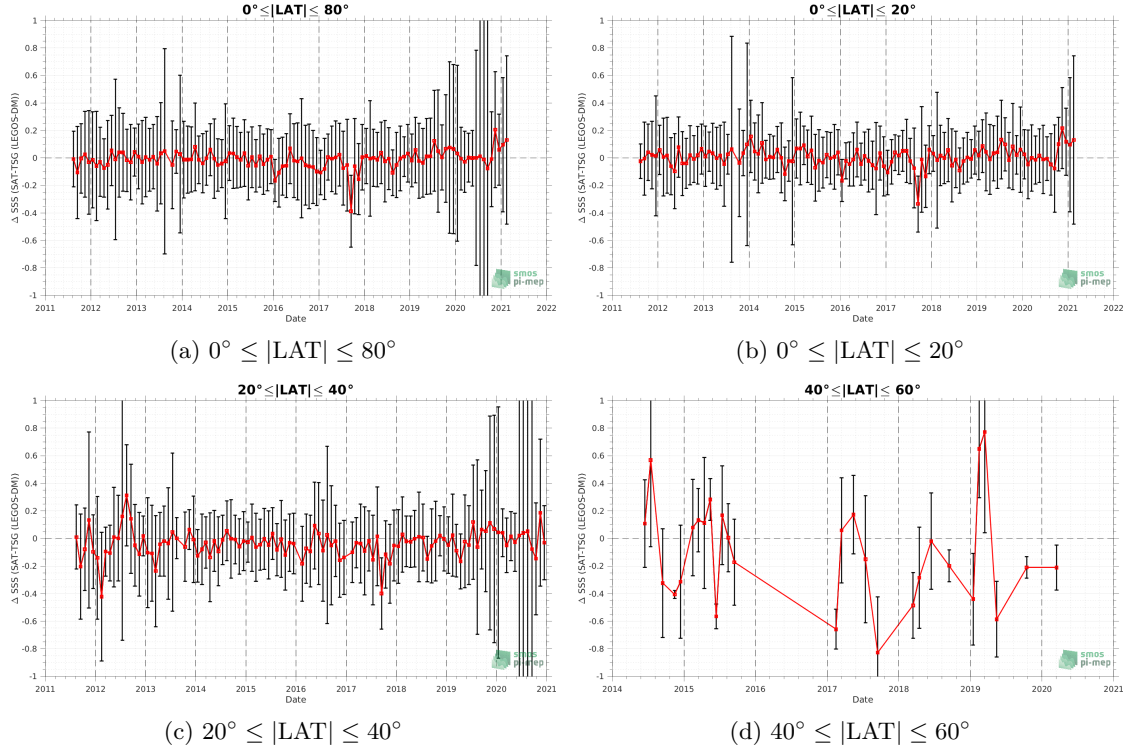 0°≤|LAT|≤ 80°
Δ SSS (SAT-TSG (LEGOS-DM))
1
0.8
0.6
0.4
0.2
0
-0.2
-0.4
-0.6
-0.8
-1
2011 2012 2013 2014 2015 2016 2017 2018 2019 2020 2021 2022
Date
smos
pi-mep
(a) 0° ≤ |LAT| ≤ 80°
0°≤|LAT|≤ 20°
Δ SSS (SAT-TSG (LEGOS-DM))
1
0.8
0.6
0.4
0.2
0
-0.2
-0.4
-0.6
-0.8
-1
2011 2012 2013 2014 2015 2016 2017 2018 2019 2020 2021 2022
Date
smos
pi-mep
(b) 0° ≤ |LAT| ≤ 20°
20°≤|LAT|≤ 40°
Δ SSS (SAT-TSG (LEGOS-DM))
1
0.8
0.6
0.4
0.2
0
-0.2
-0.4
-0.6
-0.8
-1
2011 2012 2013 2014 2015 2016 2017 2018 2019 2020 2021
Date
smos
pi-mep
(c) 20° ≤ |LAT| ≤ 40°
40°≤|LAT|≤ 60°
Δ SSS (SAT-TSG (LEGOS-DM))
1
0.8
0.6
0.4
0.2
0
-0.2
-0.4
-0.6
-0.8
-1
2014 2015 2016 2017 2018 2019 2020 2021
Date
smos
pi-mep
(d) 40° ≤ |LAT| ≤ 60°